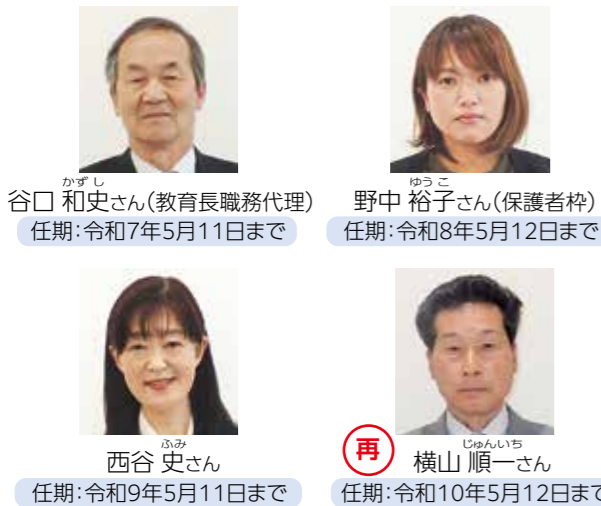 かずし
谷口 和史さん(教育長職務代理)
任期:令和7年5月11日まで
ゆうこ
野中 裕子さん(保護者枠)
任期:令和8年5月12日まで
ふみ
西谷 史さん
任期:令和9年5月11日まで
再
じゅんいち
横山 順一さん
任期:令和10年5月12日まで